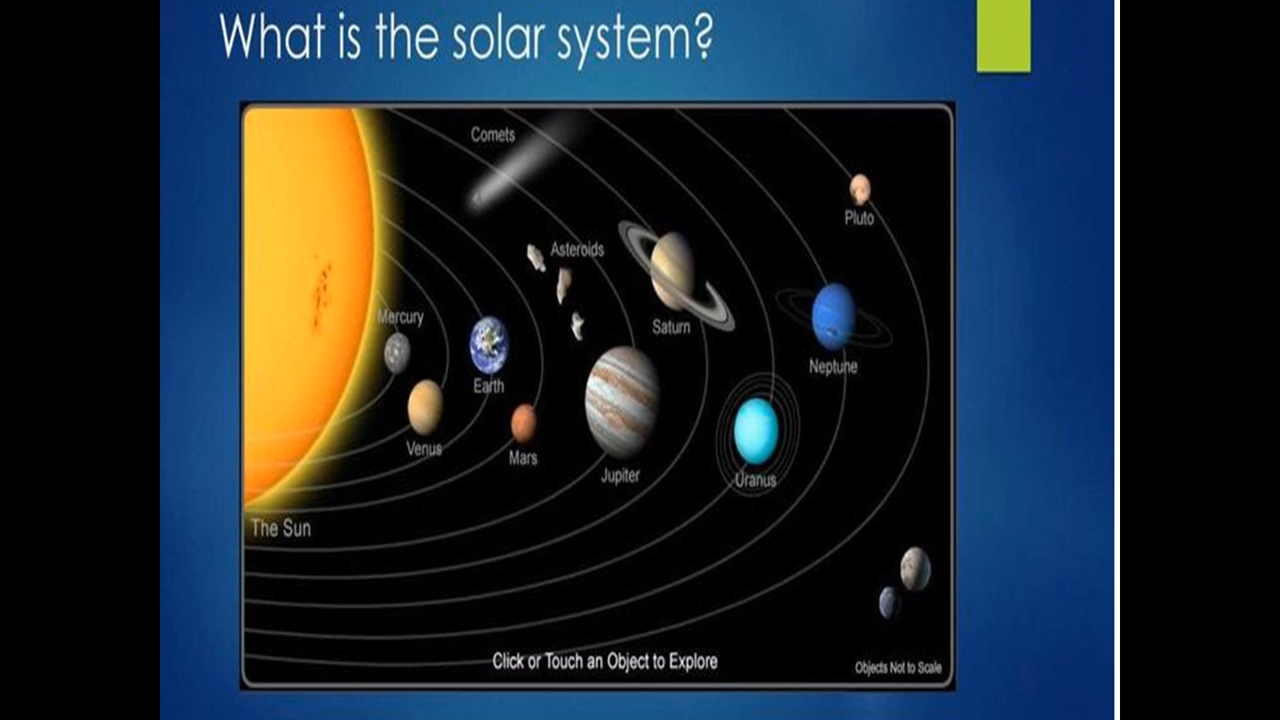 What is the solar system?
Comets
Pluto
Asteroids
Mercury
Saturn
Neptune
Earth
Venus
Mars
Jupiter
Uranus
The Sun
Click or Touch an Object to Explore
Objects Not to Scale